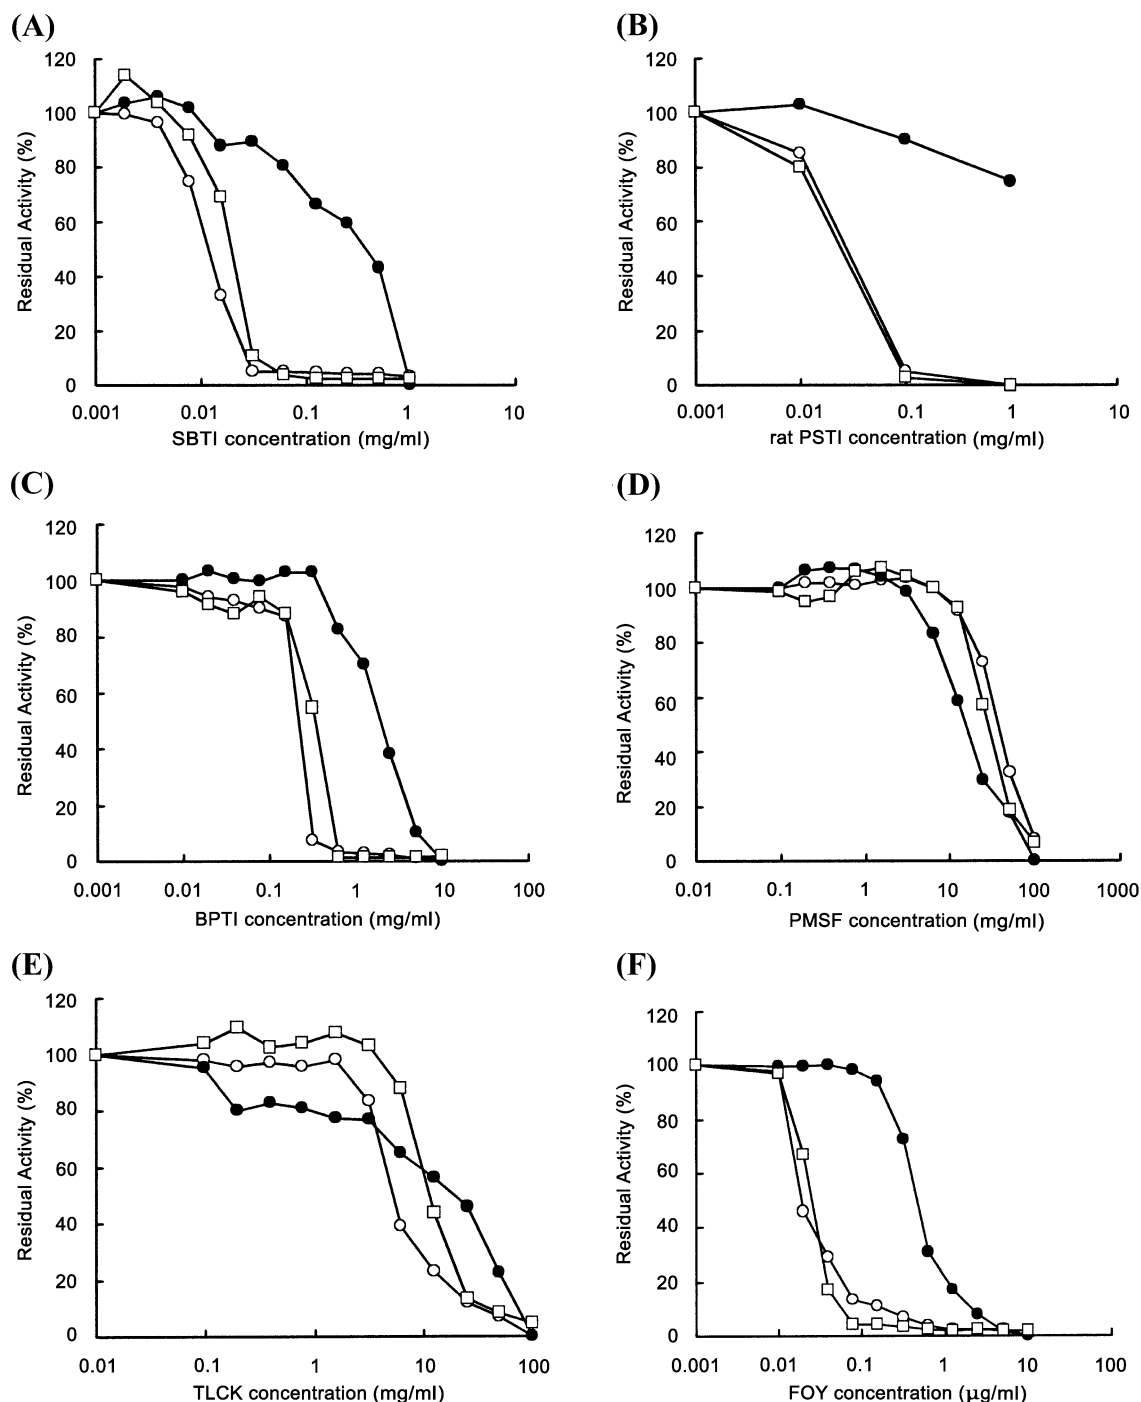 (A)
120
100
80
60
40
20
0
Residual Activity (%)
0.001 0.01 0.1 1 10
SBTI concentration (mg/ml)
(B)
120
100
80
60
40
20
0
Residual Activity (%)
0.001 0.01 0.1 1 10
rat PSTI concentration (mg/ml)
(C)
120
100
80
60
40
20
0
Residual Activity (%)
0.001 0.01 0.1 1 10 100
BPTI concentration (mg/ml)
(D)
120
100
80
60
40
20
0
Residual Activity (%)
0.01 0.1 1 10 100 1000
PMSF concentration (mg/ml)
(E)
120
100
80
60
40
20
0
Residual Activity (%)
0.01 0.1 1 10 100
TLCK concentration (mg/ml)
(F)
120
100
80
60
40
20
0
Residual Activity (%)
0.001 0.01 0.1 1 10 100
FOY concentration (µg/ml)